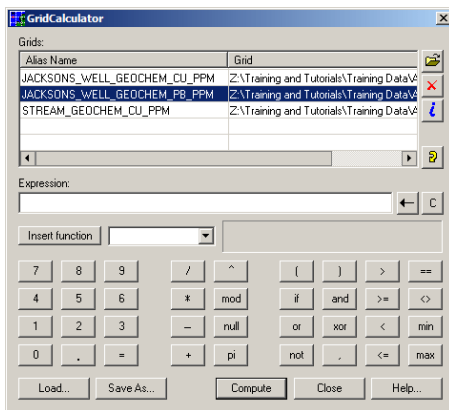 GridCalculator
Grids:
Alias Name Grid
JACKSONS_WELL_GEOCHEM_CU_PPM Z:\Training and Tutorials\Training Data\A
JACKSONS_WELL_GEOCHEM_PB_PPM Z:\Training and Tutorials\Training Data\A
STREAM_GEOCHEM_CU_PPM Z:\Training and Tutorials\Training Data\A
Expression:
← C
Insert function
7 8 9 / ^ ( ) > ==
4 5 6 * mod if and >= <>
1 2 3 – null or xor < min
0 . = + pi not , <= max
Load... Save As... Compute Close Help...